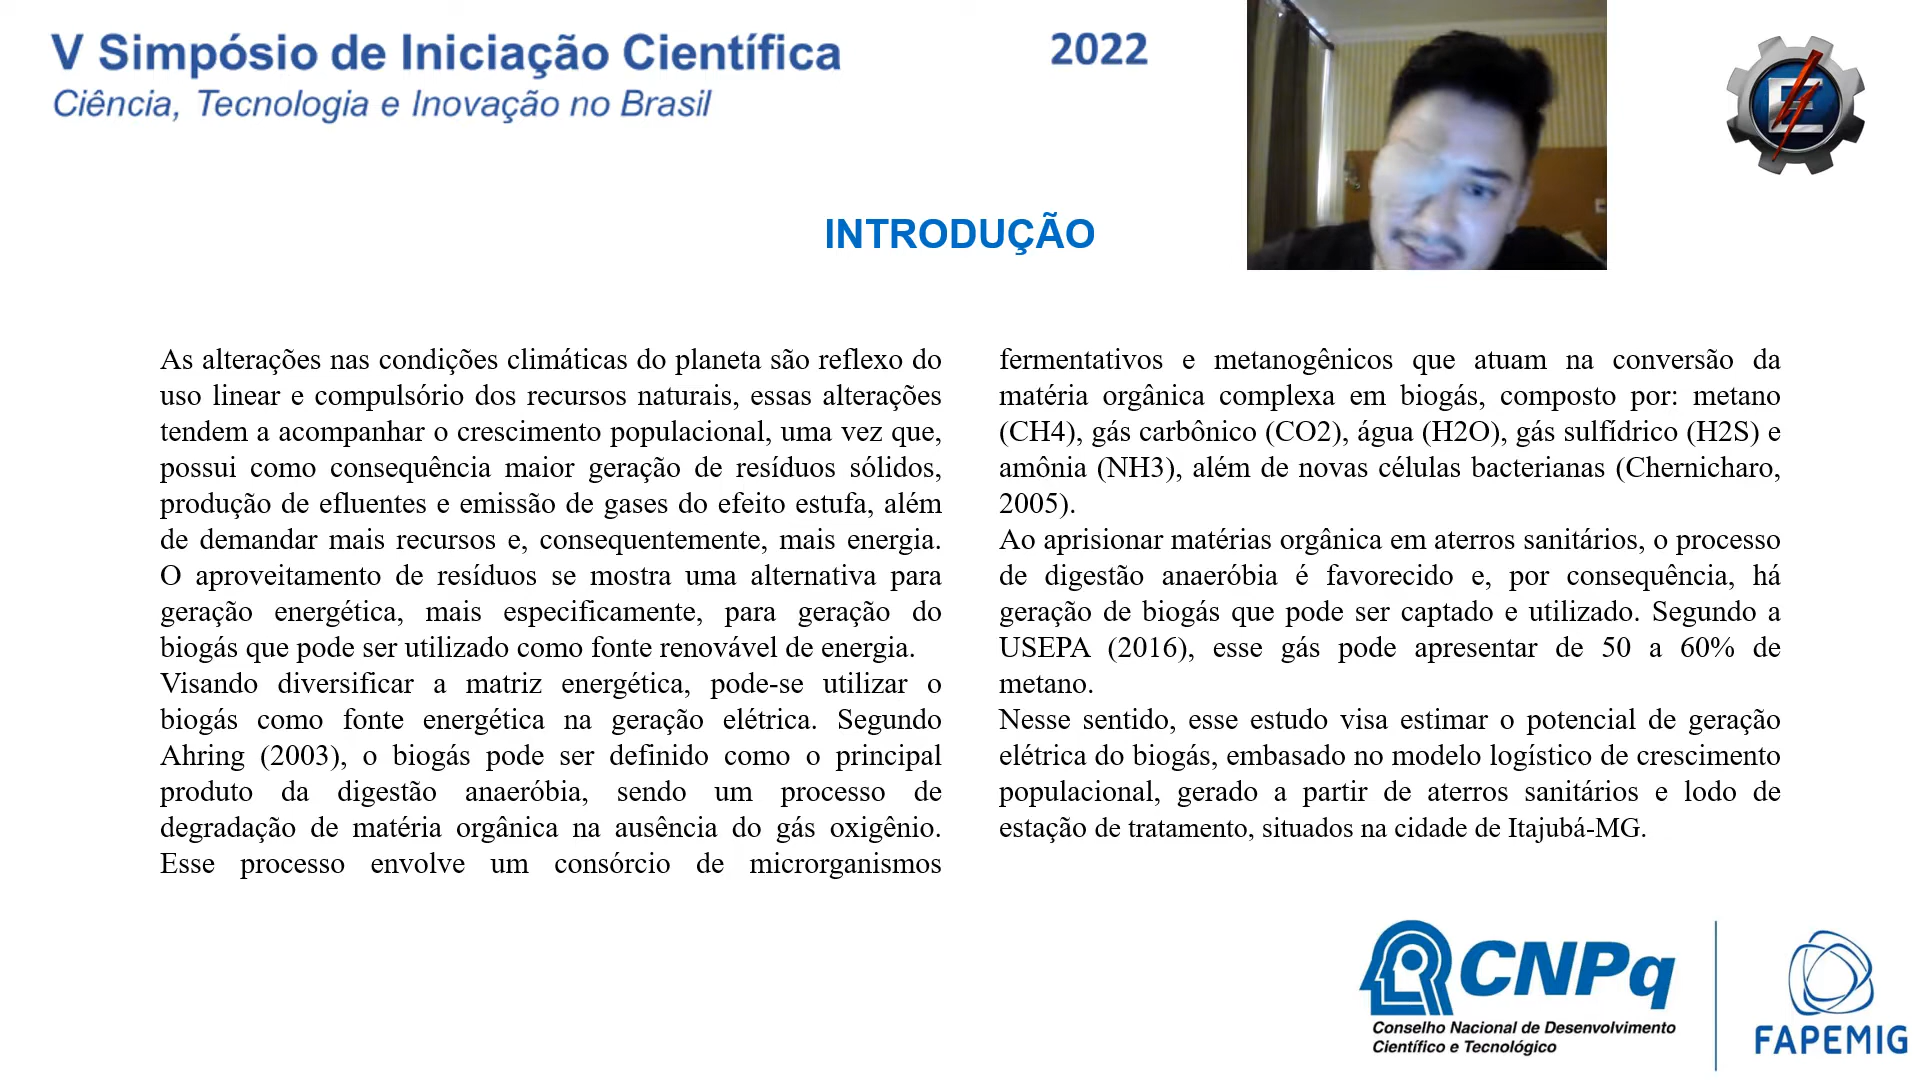 V Simpósio de Iniciação Científica
2022
Ciência, Tecnologia e Inovação no Brasil
E
INTRODUÇÃO
As alterações nas condições climáticas do planeta são reflexo do
uso linear e compulsório dos recursos naturais, essas alterações
tendem a acompanhar o crescimento populacional, uma vez que,
possui como consequência maior geração de resíduos sólidos,
produção de efluentes e emissão de gases do efeito estufa, além
de demandar mais recursos e, consequentemente, mais energia.
O aproveitamento de resíduos se mostra uma alternativa para
geração energética, mais especificamente, para geração do
biogás que pode ser utilizado como fonte renovável de energia.
Visando diversificar a matriz energética, pode-se utilizar o
biogás como fonte energética na geração elétrica. Segundo
Ahring (2003), o biogás pode ser definido como o principal
produto da digestão anaeróbia, sendo um processo de
degradação de matéria orgânica na ausência do gás oxigênio.
Esse processo envolve um consórcio de microrganismos
fermentativos e metanogênicos que atuam na conversão da
matéria orgânica complexa em biogás, composto por: metano
(CH4), gás carbônico (CO2), água (H2O), gás sulfídrico (H2S) e
amônia (NH3), além de novas células bacterianas (Chernicharo,
2005).
Ao aprisionar matérias orgânica em aterros sanitários, o processo
de digestão anaeróbia é favorecido e, por consequência, há
geração de biogás que pode ser captado e utilizado. Segundo a
USEPA (2016), esse gás pode apresentar de 50 a 60% de
metano.
Nesse sentido, esse estudo visa estimar o potencial de geração
elétrica do biogás, embasado no modelo logístico de crescimento
populacional, gerado a partir de aterros sanitários e lodo de
estação de tratamento, situados na cidade de Itajubá-MG.
CNPq
Conselho Nacional de Desenvolvimento
Científico e Tecnológico
FAPEMIG